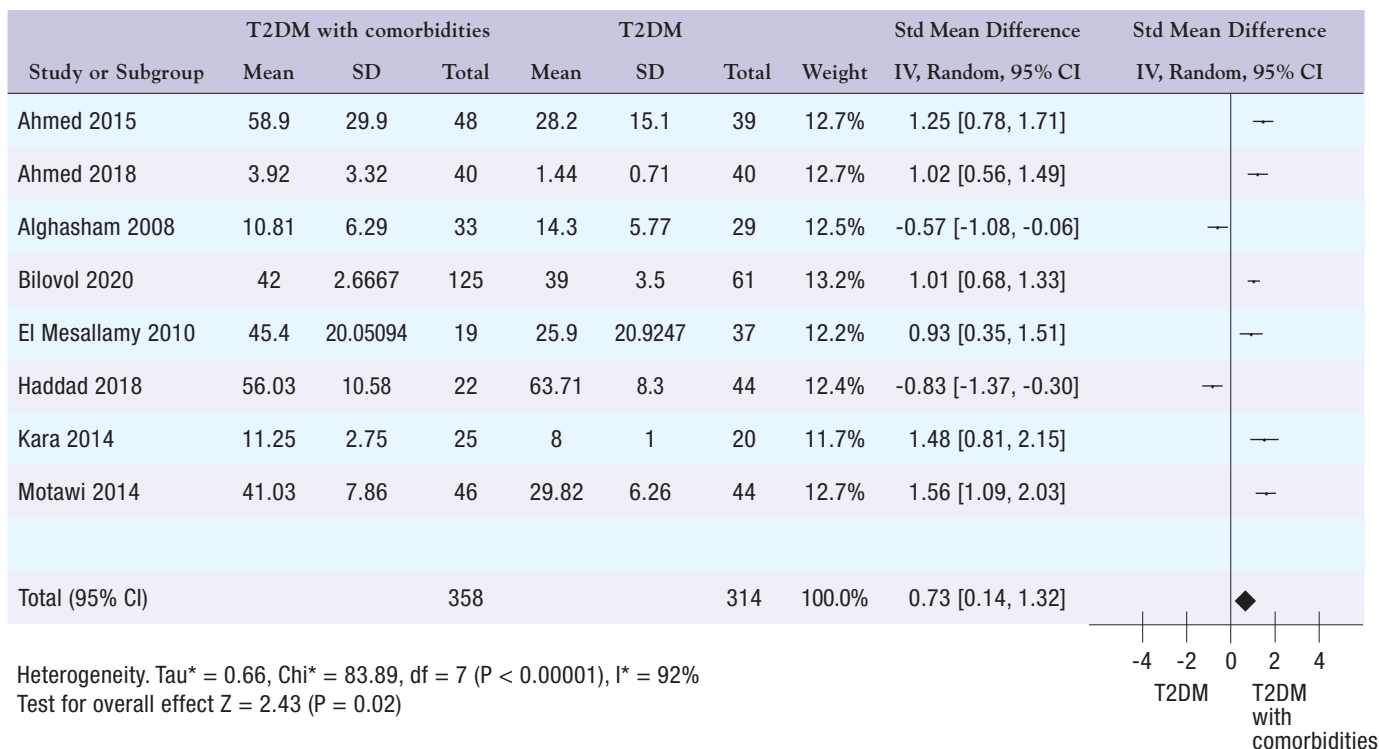 T2DM with comorbidities T2DM Std Mean Difference Std Mean Difference
Study or Subgroup Mean SD Total Mean SD Total Weight IV, Random, 95% CI IV, Random, 95% CI
Ahmed 2015 58.9 29.9 48 28.2 15.1 39 12.7% 1.25 [0.78, 1.71]
Ahmed 2018 3.92 3.32 40 1.44 0.71 40 12.7% 1.02 [0.56, 1.49]
Alghasham 2008 10.81 6.29 33 14.3 5.77 29 12.5% -0.57 [-1.08, -0.06]
Bilovol 2020 42 2.6667 125 39 3.5 61 13.2% 1.01 [0.68, 1.33]
El Mesallamy 2010 45.4 20.05094 19 25.9 20.9247 37 12.2% 0.93 [0.35, 1.51]
Haddad 2018 56.03 10.58 22 63.71 8.3 44 12.4% -0.83 [-1.37, -0.30]
Kara 2014 11.25 2.75 25 8 1 20 11.7% 1.48 [0.81, 2.15]
Motawi 2014 41.03 7.86 46 29.82 6.26 44 12.7% 1.56 [1.09, 2.03]
Total (95% CI) 358 314 100.0% 0.73 [0.14, 1.32]
-4 -2 0 2 4
Heterogeneity. Tau* = 0.66, Chi* = 83.89, df = 7 (P < 0.00001), I* = 92%
Test for overall effect Z = 2.43 (P = 0.02)
T2DM T2DM
with
comorbidities